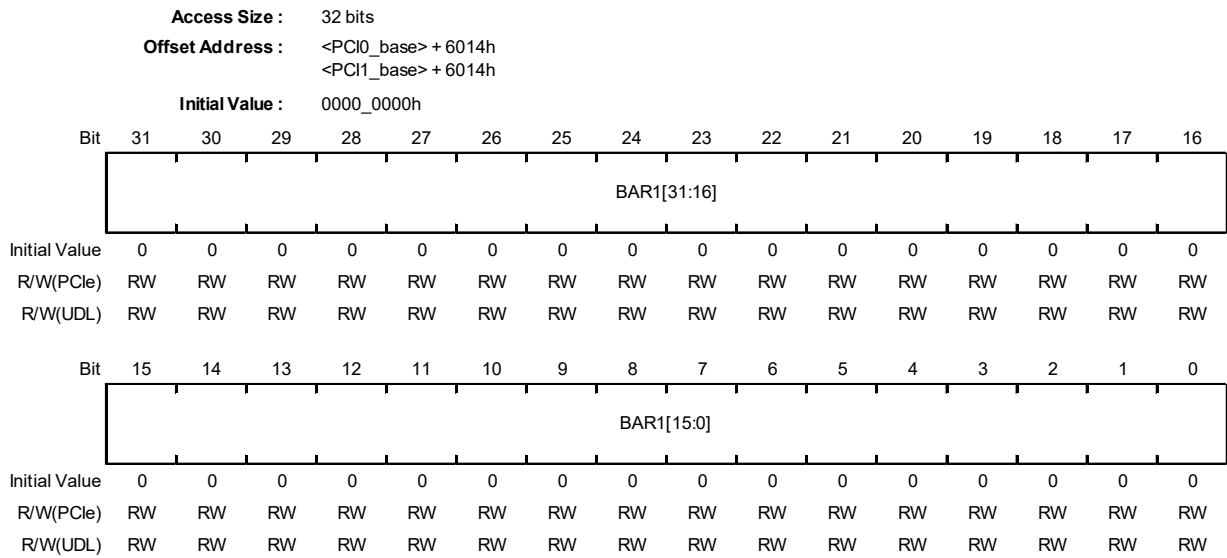 Access Size : 32 bits
Offset Address : <PCI0_base> + 6014h
<PCI1_base> + 6014h
Initial Value : 0000_0000h
Bit 31 30 29 28 27 26 25 24 23 22 21 20 19 18 17 16
BAR1[31:16]
Initial Value 0 0 0 0 0 0 0 0 0 0 0 0 0 0 0 0
R/W(PCIe) RW RW RW RW RW RW RW RW RW RW RW RW RW RW RW RW
R/W(UDL) RW RW RW RW RW RW RW RW RW RW RW RW RW RW RW RW
Bit 15 14 13 12 11 10 9 8 7 6 5 4 3 2 1 0
BAR1[15:0]
Initial Value 0 0 0 0 0 0 0 0 0 0 0 0 0 0 0 0
R/W(PCIe) RW RW RW RW RW RW RW RW RW RW RW RW RW RW RW RW
R/W(UDL) RW RW RW RW RW RW RW RW RW RW RW RW RW RW RW RW